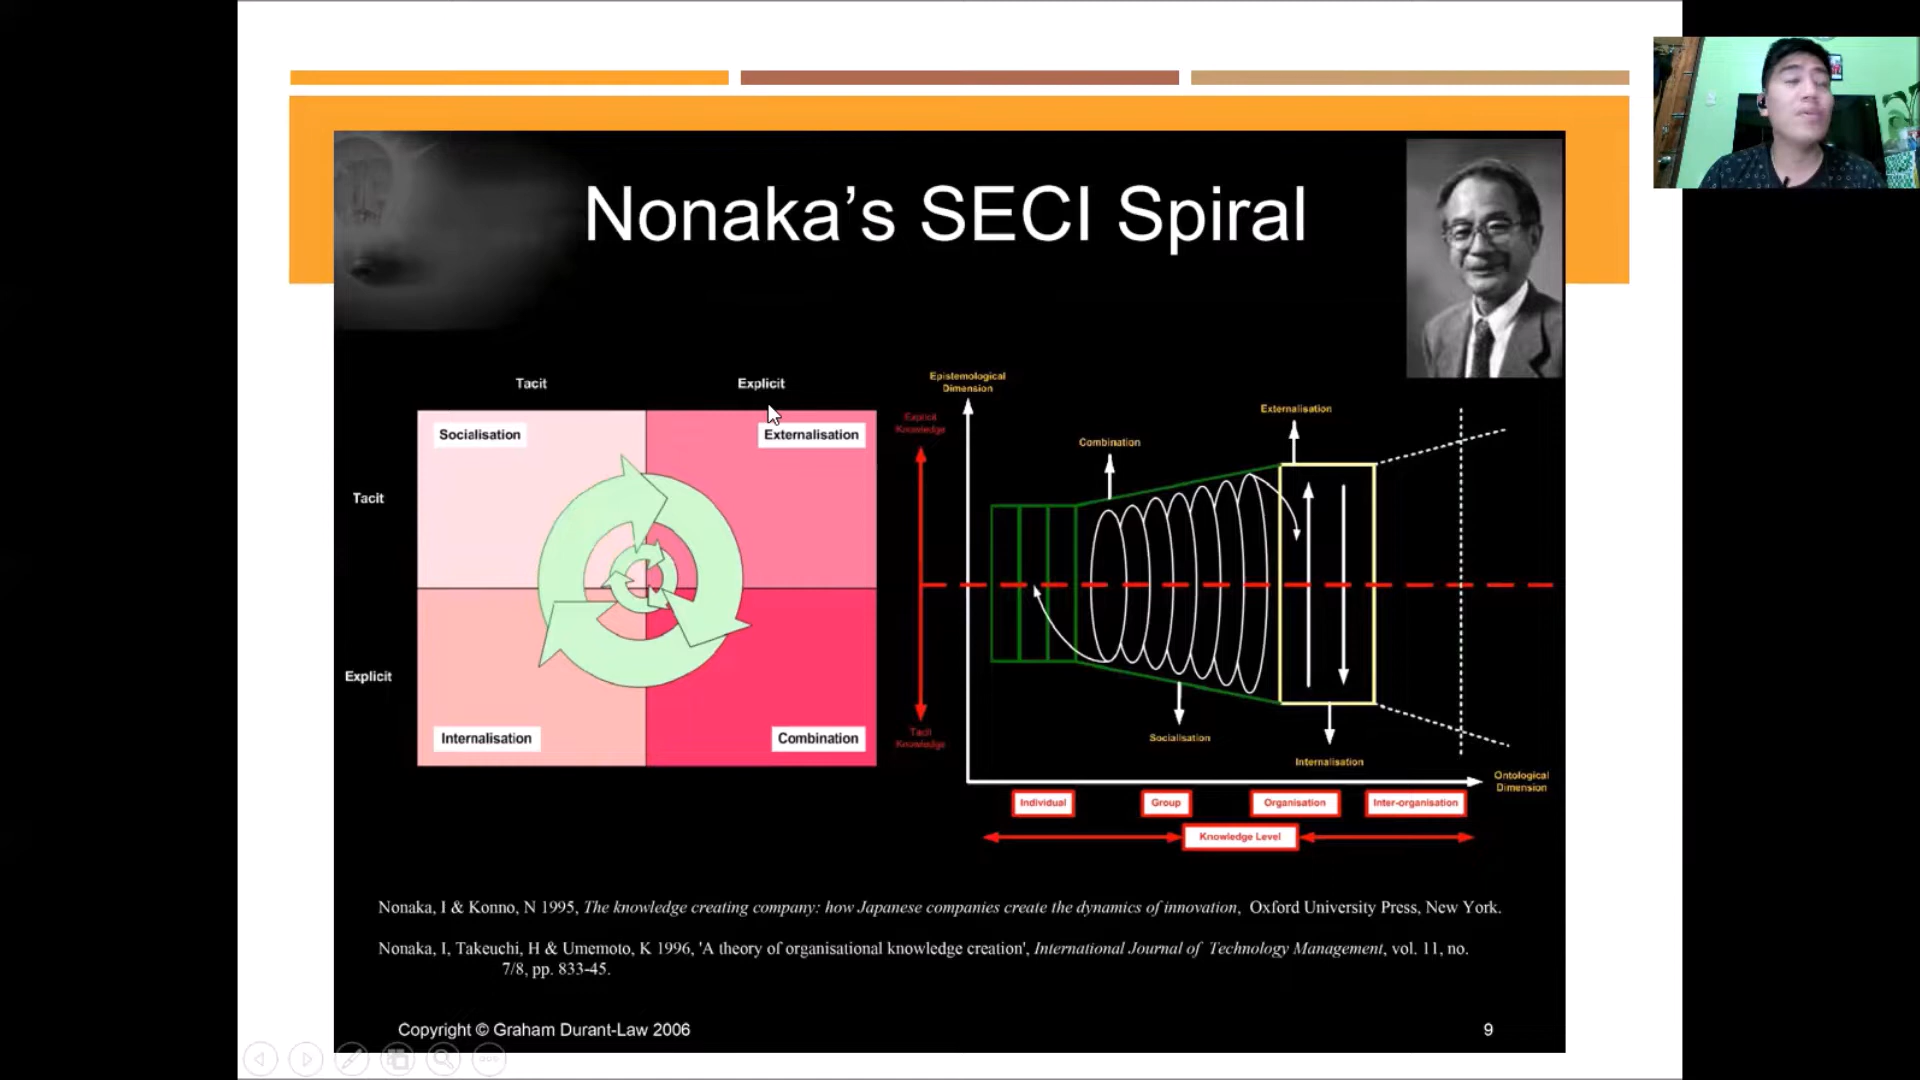 Nonaka's SECI Spiral
Tacit
Explicit
Socialisation
Externalisation
Tacit
Explicit
Internalisation
Combination
Epistemological
Dimension
Explicit
Knowledge
Tacit
Knowledge
Combination
Externalisation
Socialisation
Internalisation
Ontological
Dimension
Individual
Group
Organisation
Inter-organisation
Knowledge Level
Nonaka, I & Konno, N 1995, The knowledge creating company: how Japanese companies create the dynamics of innovation, Oxford University Press, New York.
Nonaka, I, Takeuchi, H & Umemoto, K 1996, 'A theory of organisational knowledge creation', International Journal of Technology Management, vol. 11, no.
7/8, pp. 833-45.
Copyright © Graham Durant-Law 2006
9